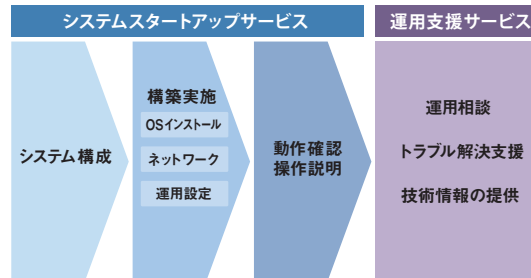 システムスタートアップサービス
運用支援サービス
システム構成
構築実施
OSインストール
ネットワーク
運用設定
動作確認
操作説明
運用相談
トラブル解決支援
技術情報の提供